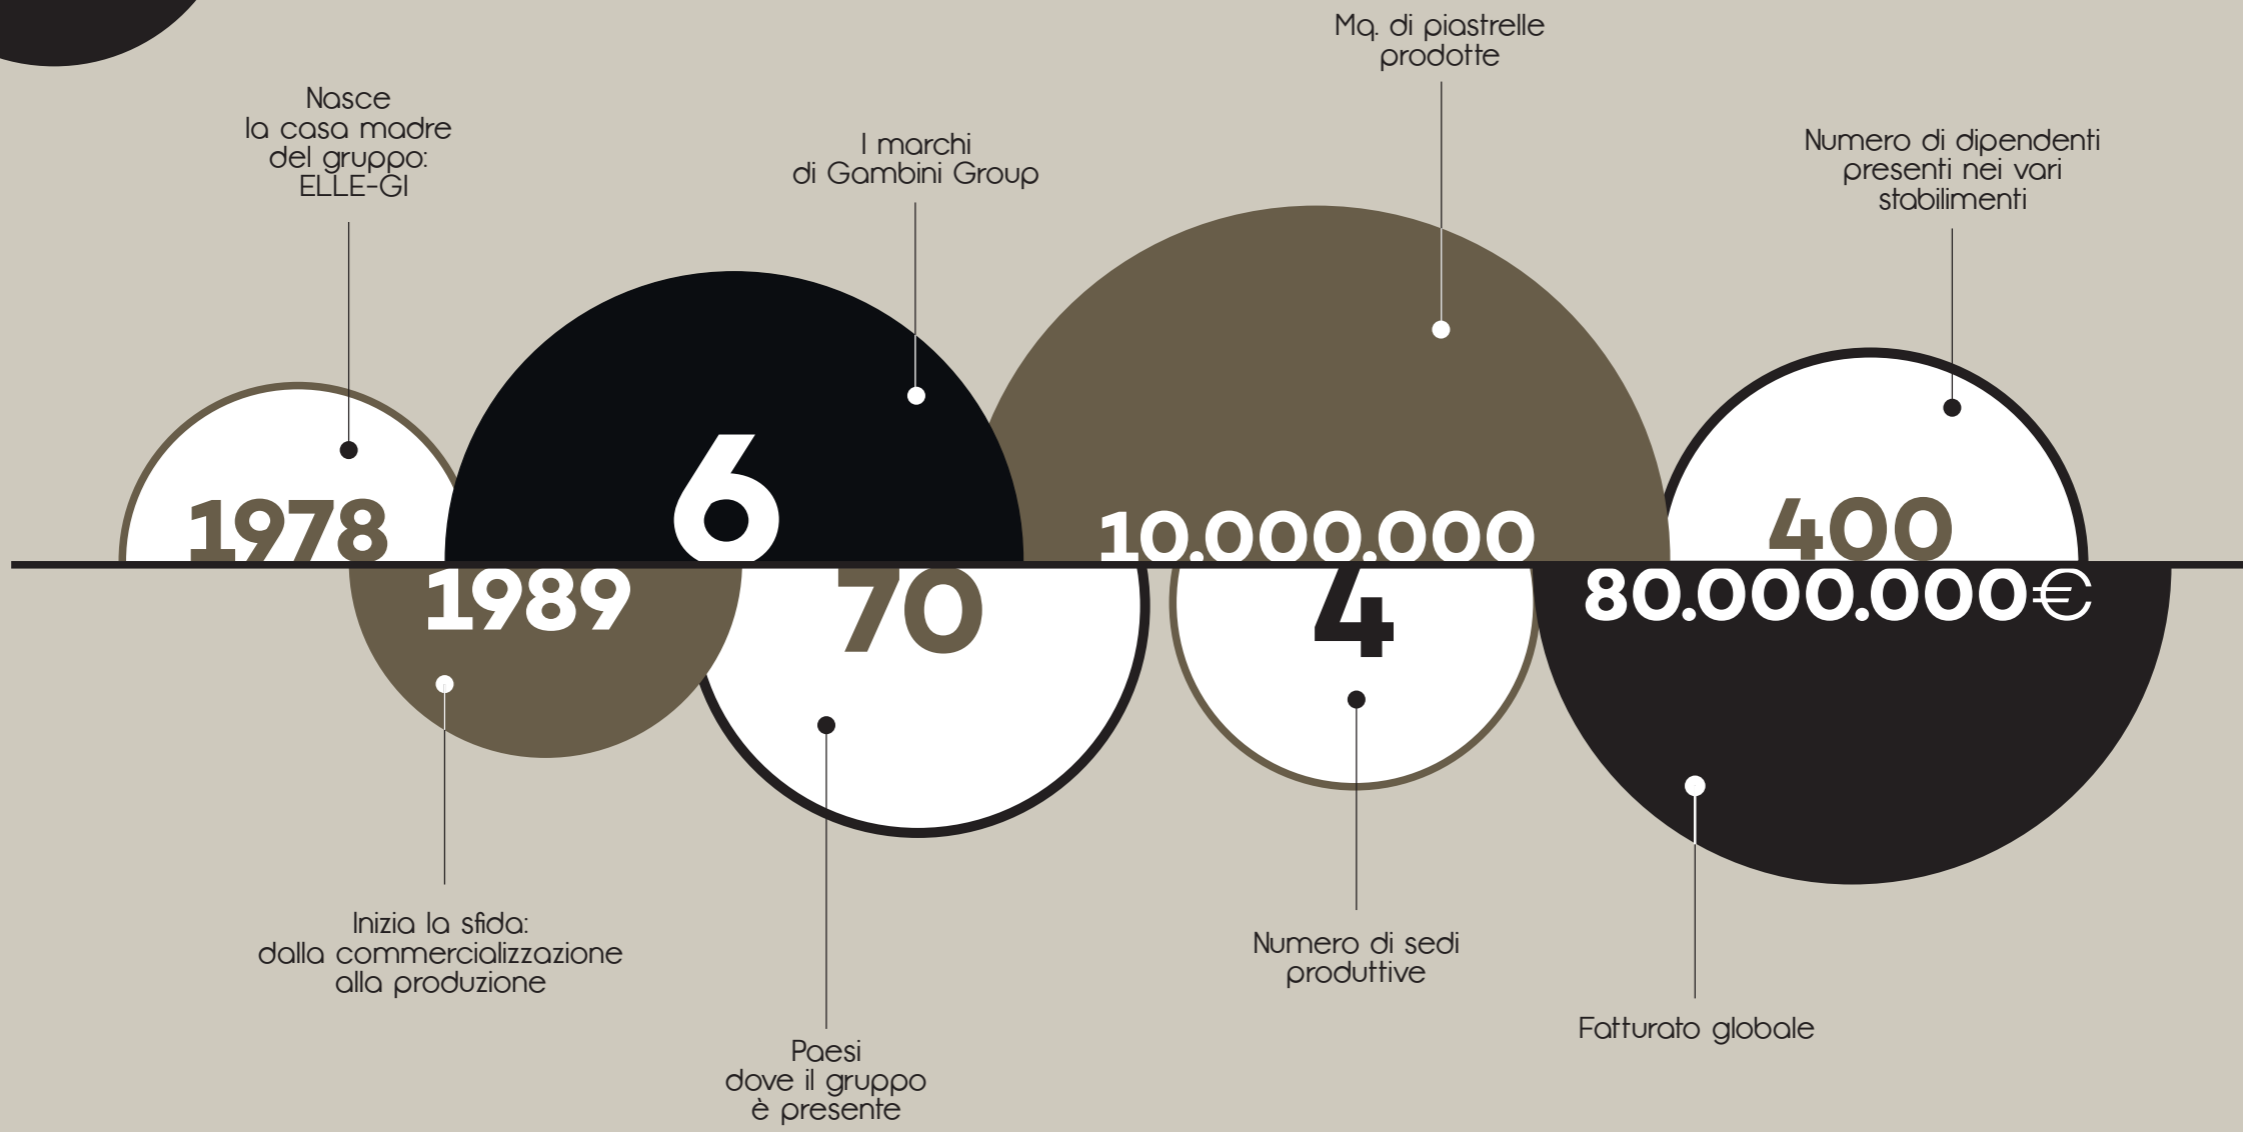 Nasce
la casa madre
del gruppo:
ELLE-GI
1978
I marchi
di Gambini Group
6
Mq. di piastrelle
prodotte
10.000.000
Numero di dipendenti
presenti nei vari
stabilimenti
400
1989
Inizia la sfida:
dalla commercializzazione
alla produzione
70
Paesi
dove il gruppo
è presente
4
Numero di sedi
produttive
80.000.000€
Fatturato globale